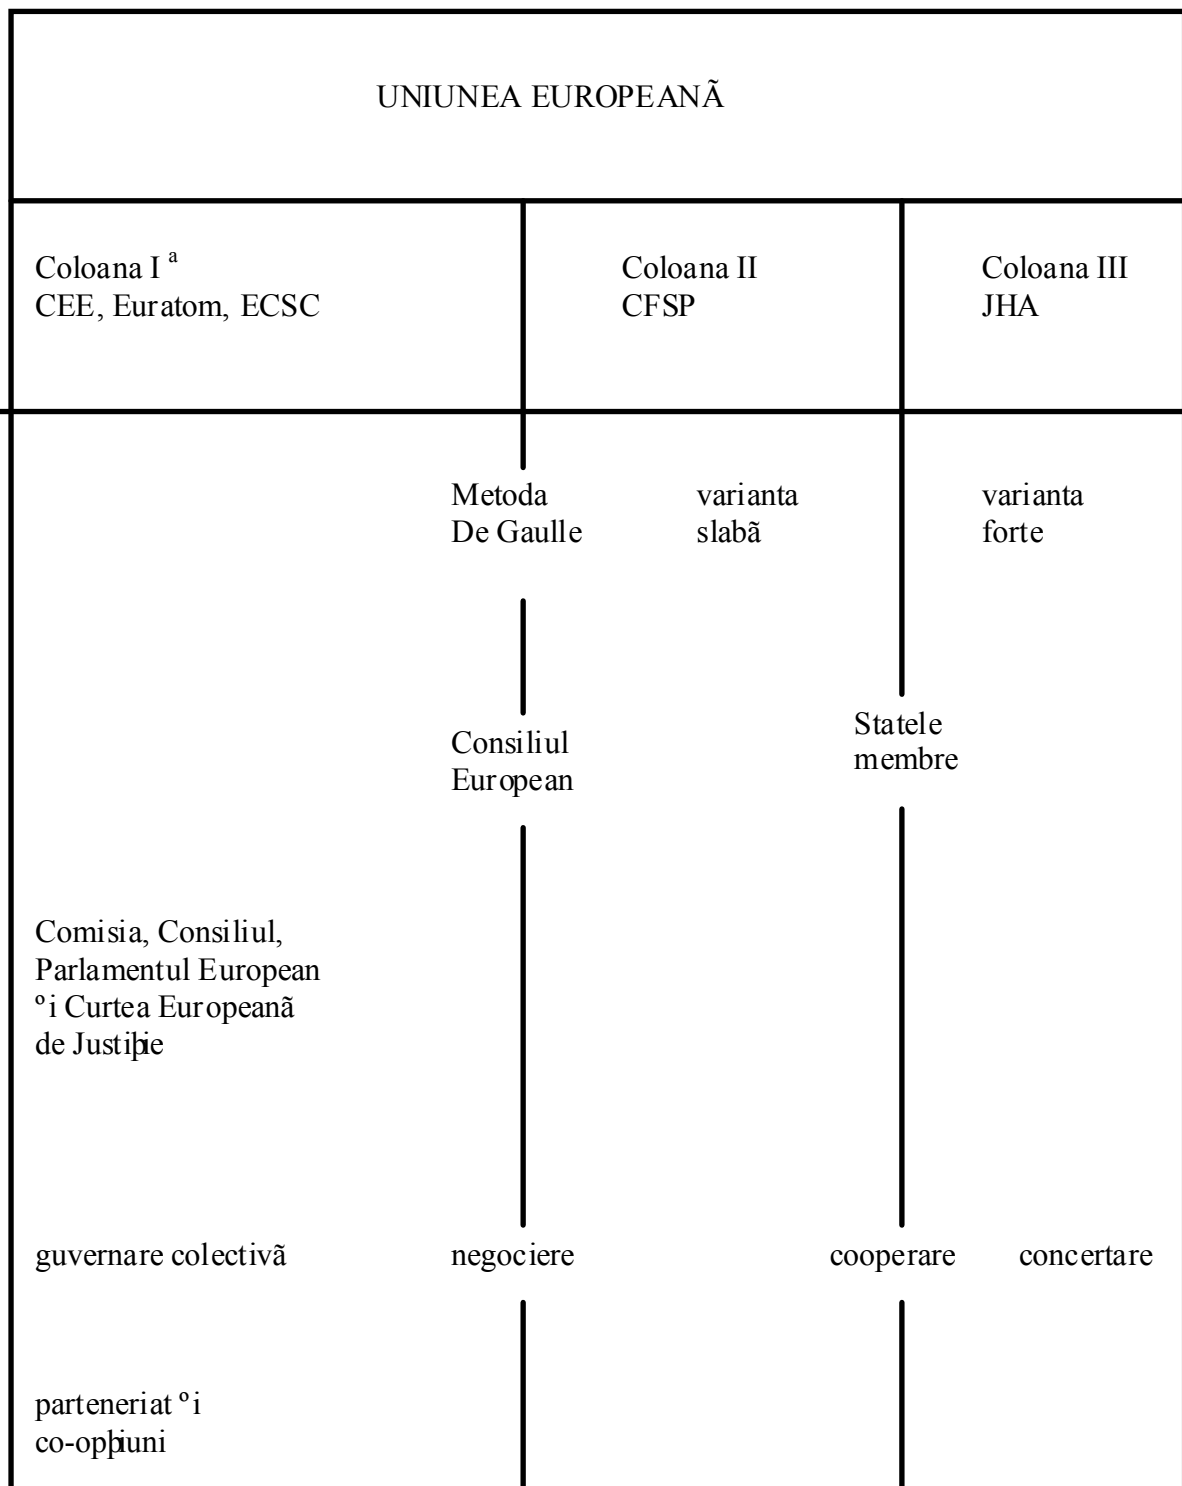 UNIUNEA EUROPEANÃ
Coloana I ª
CEE, Euratom, ECSC
Coloana II
CFSP
Coloana III
JHA
Metoda
De Gaulle
varianta
slabã
varianta
forte
Consiliul
European
Statele
membre
Comisia, Consiliul,
Parlamentul European
ºi Curtea Europeanã
de Justiþie
guvernare colectivã
negociere
cooperare
concertare
parteneriat ºi
co-opþiuni